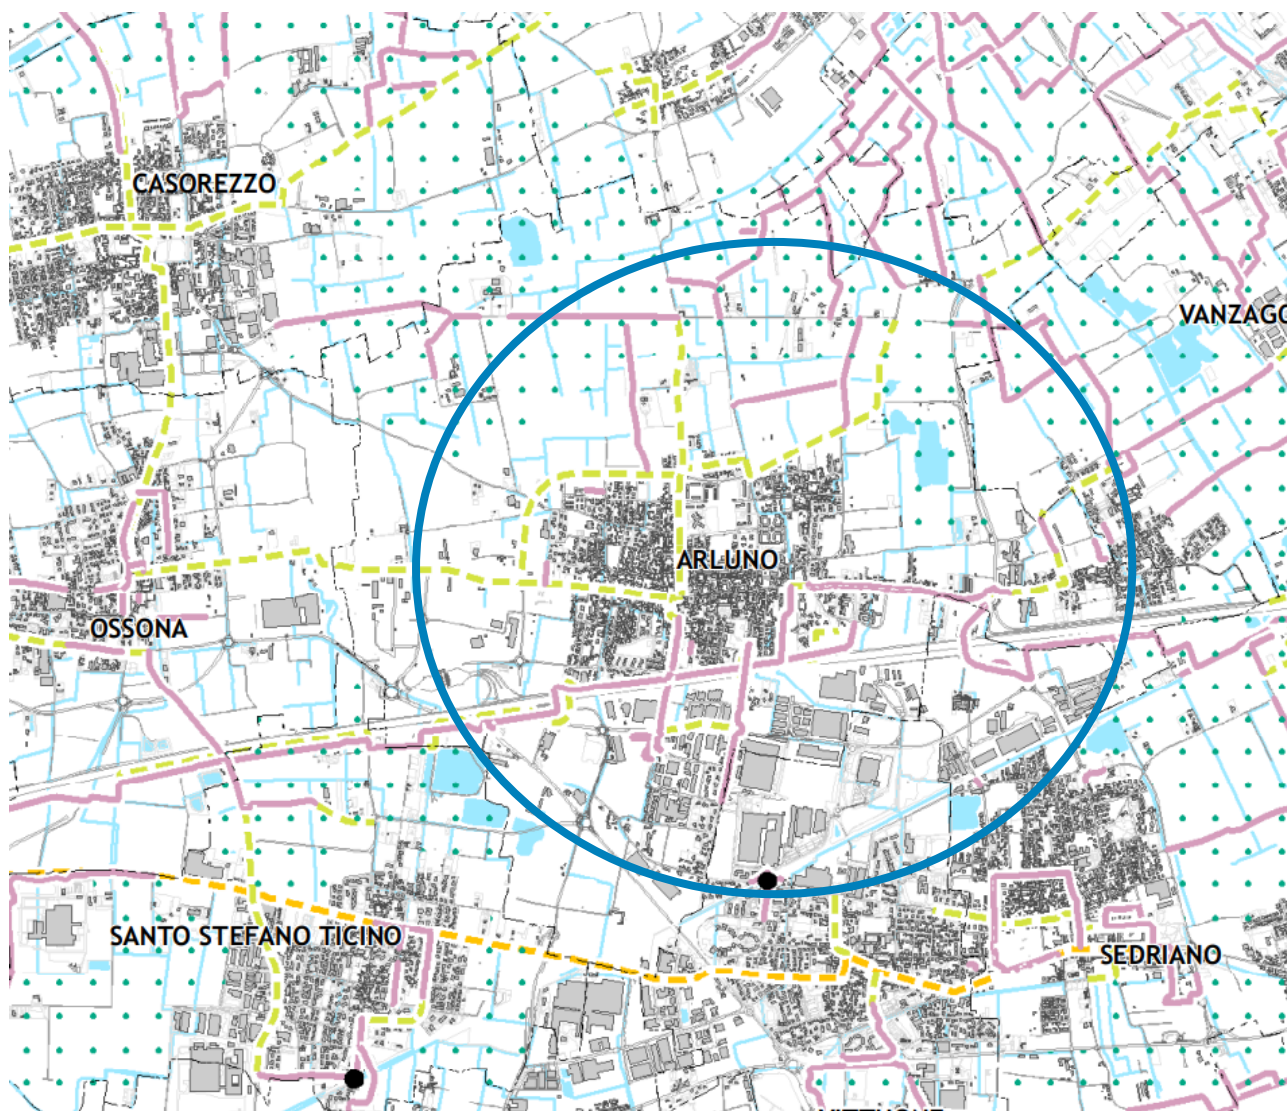 CASOREZZO
VANZAGO
ARLUNO
OSSONA
SANTO STEFANO TICINO
SEDRIANO